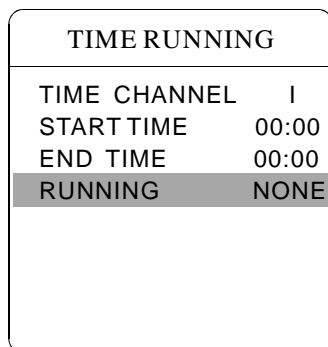 TIME RUNNING
TIME CHANNEL I
START TIME 00:00
END TIME 00:00
RUNNING NONE